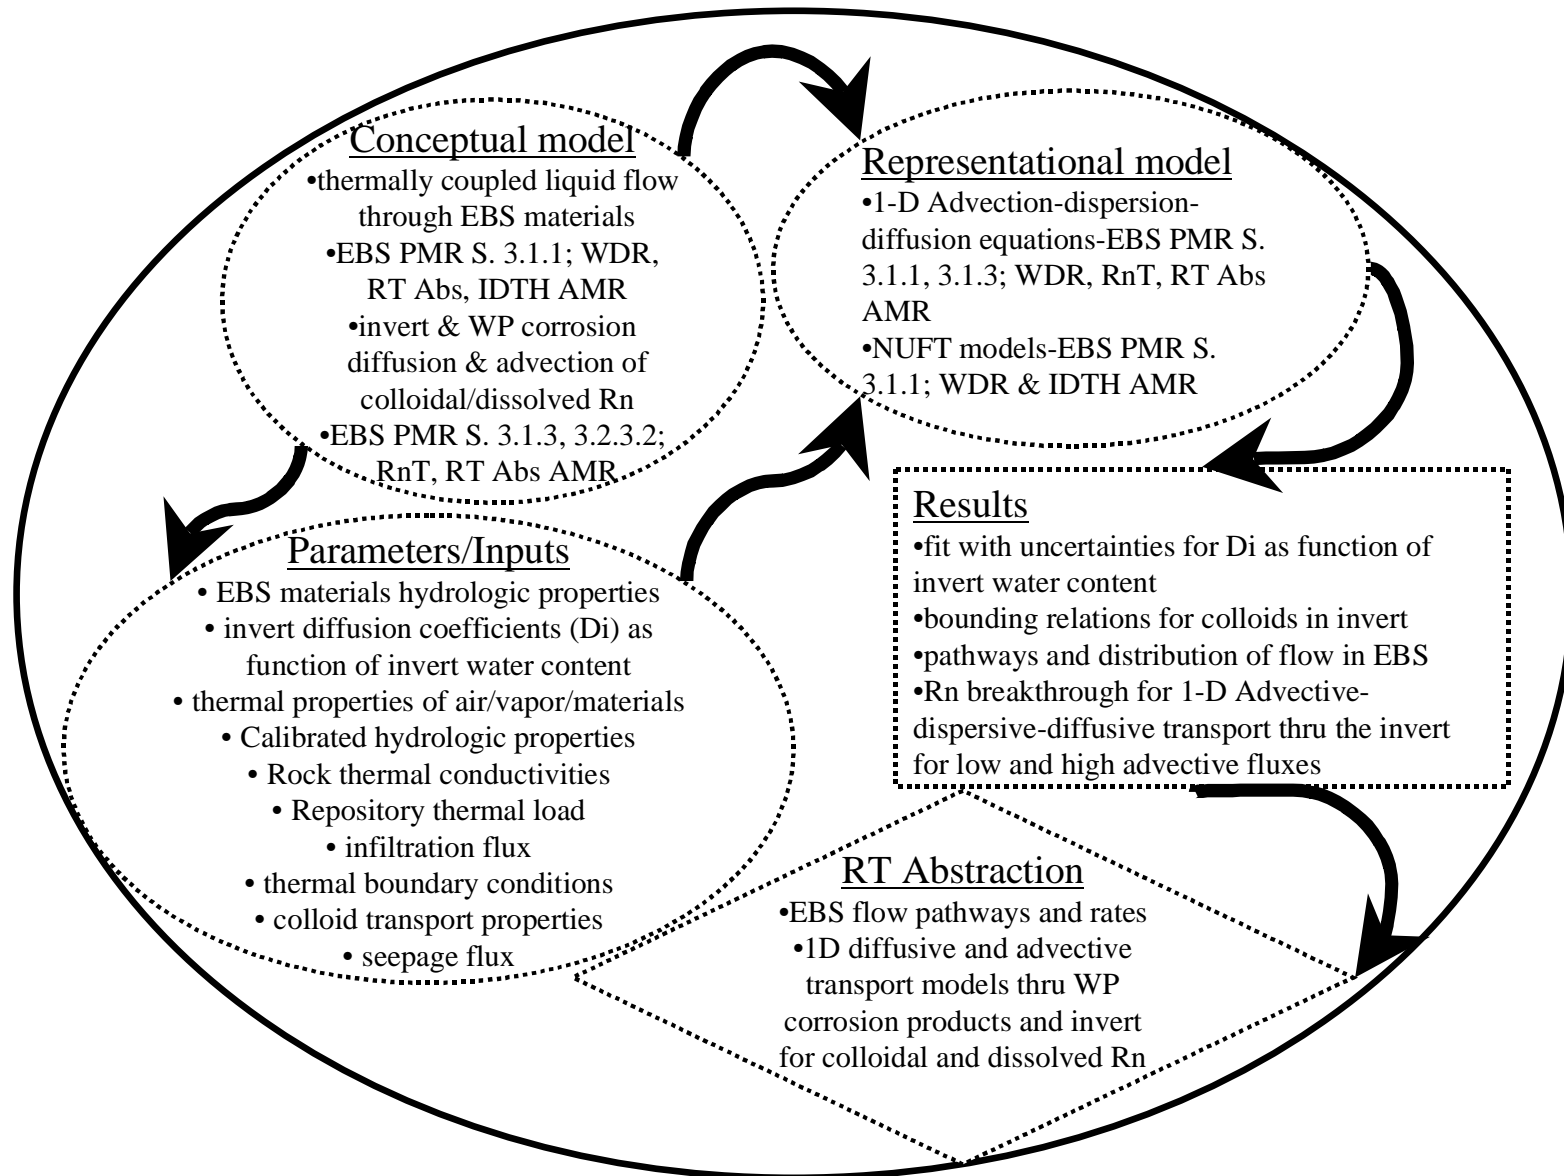 Conceptual model
•thermally coupled liquid flow
through EBS materials
•EBS PMR S. 3.1.1; WDR,
RT Abs, IDTH AMR
•invert & WP corrosion
diffusion & advection of
colloidal/dissolved Rn
•EBS PMR S. 3.1.3, 3.2.3.2;
RnT, RT Abs AMR
Representational model
•1-D Advection-dispersion-
diffusion equations-EBS PMR S.
3.1.1, 3.1.3; WDR, RnT, RT Abs
AMR
•NUFT models-EBS PMR S.
3.1.1; WDR & IDTH AMR
Parameters/Inputs
• EBS materials hydrologic properties
• invert diffusion coefficients (Di) as
function of invert water content
• thermal properties of air/vapor/materials
• Calibrated hydrologic properties
• Rock thermal conductivities
• Repository thermal load
• infiltration flux
• thermal boundary conditions
• colloid transport properties
• seepage flux
Results
•fit with uncertainties for Di as function of
invert water content
•bounding relations for colloids in invert
•pathways and distribution of flow in EBS
•Rn breakthrough for 1-D Advective-
dispersive-diffusive transport thru the invert
for low and high advective fluxes
RT Abstraction
•EBS flow pathways and rates
•1D diffusive and advective
transport models thru WP
corrosion products and invert
for colloidal and dissolved Rn